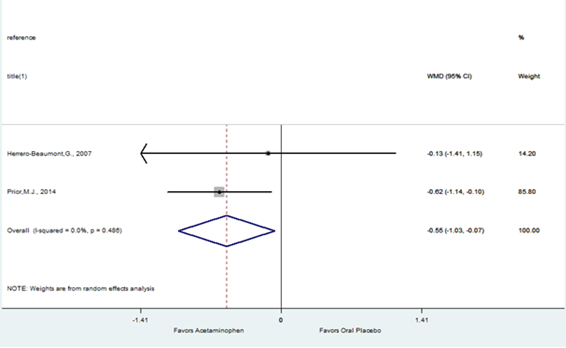 reference %
title(1) WMD (95% CI) Weight
Herrero-Beaumont,G., 2007 -0.13 (-1.41, 1.15) 14.20
Prior,M.J., 2014 -0.62 (-1.14, -0.10) 85.80
Overall (I-squared = 0.0%, p = 0.486) -0.55 (-1.03, -0.07) 100.00
NOTE: Weights are from random effects analysis
-1.41 0 1.41
Favors Acetaminophen Favors Oral Placebo